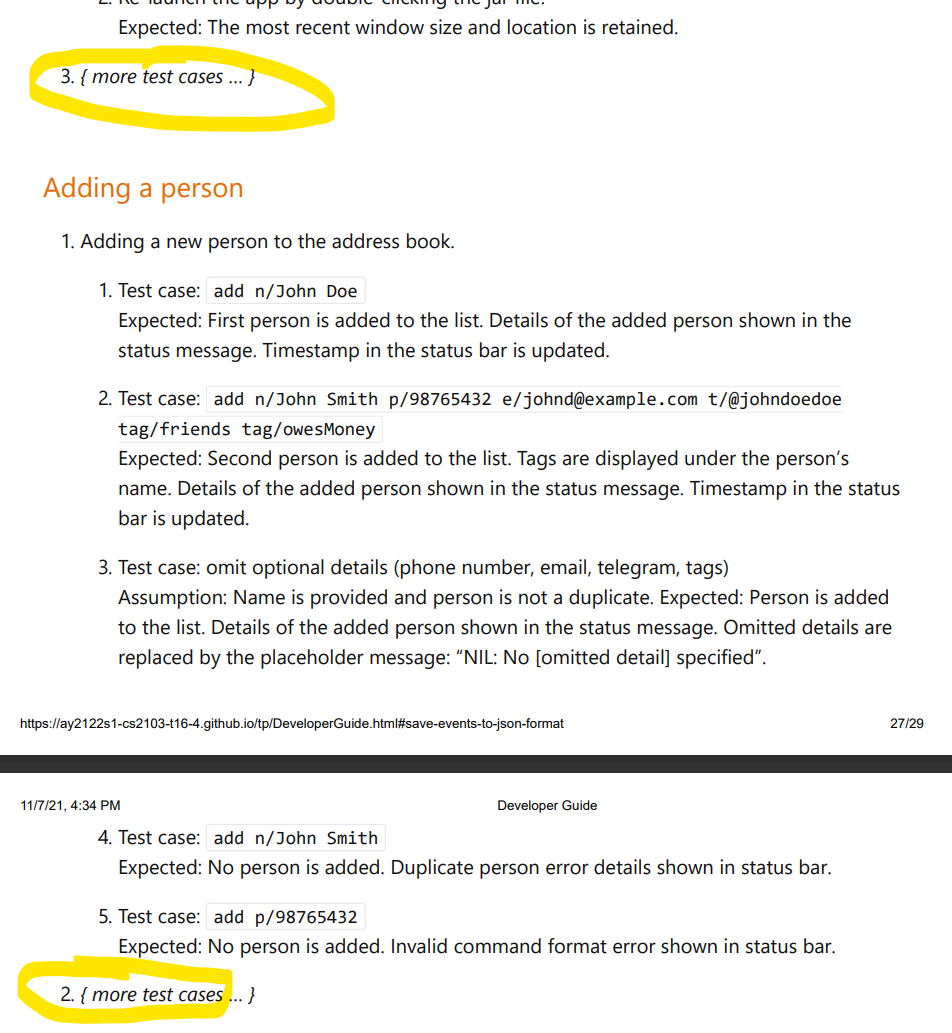 2. Re-launch the app by double-clicking the jar file.
Expected: The most recent window size and location is retained.
3. { more test cases … }
Adding a person
1. Adding a new person to the address book.
1. Test case: add n/John Doe
Expected: First person is added to the list. Details of the added person shown in the
status message. Timestamp in the status bar is updated.
2. Test case: add n/John Smith p/98765432 e/johnd@example.com t/@johndoedoe
tag/friends tag/owesMoney
Expected: Second person is added to the list. Tags are displayed under the person’s
name. Details of the added person shown in the status message. Timestamp in the status
bar is updated.
3. Test case: omit optional details (phone number, email, telegram, tags)
Assumption: Name is provided and person is not a duplicate. Expected: Person is added
to the list. Details of the added person shown in the status message. Omitted details are
replaced by the placeholder message: “NIL: No [omitted detail] specified”.
https://ay2122s1-cs2103-t16-4.github.io/tp/DeveloperGuide.html#save-events-to-json-format 27/29
11/7/21, 4:34 PM Developer Guide
4. Test case: add n/John Smith
Expected: No person is added. Duplicate person error details shown in status bar.
5. Test case: add p/98765432
Expected: No person is added. Invalid command format error shown in status bar.
2. { more test cases … }